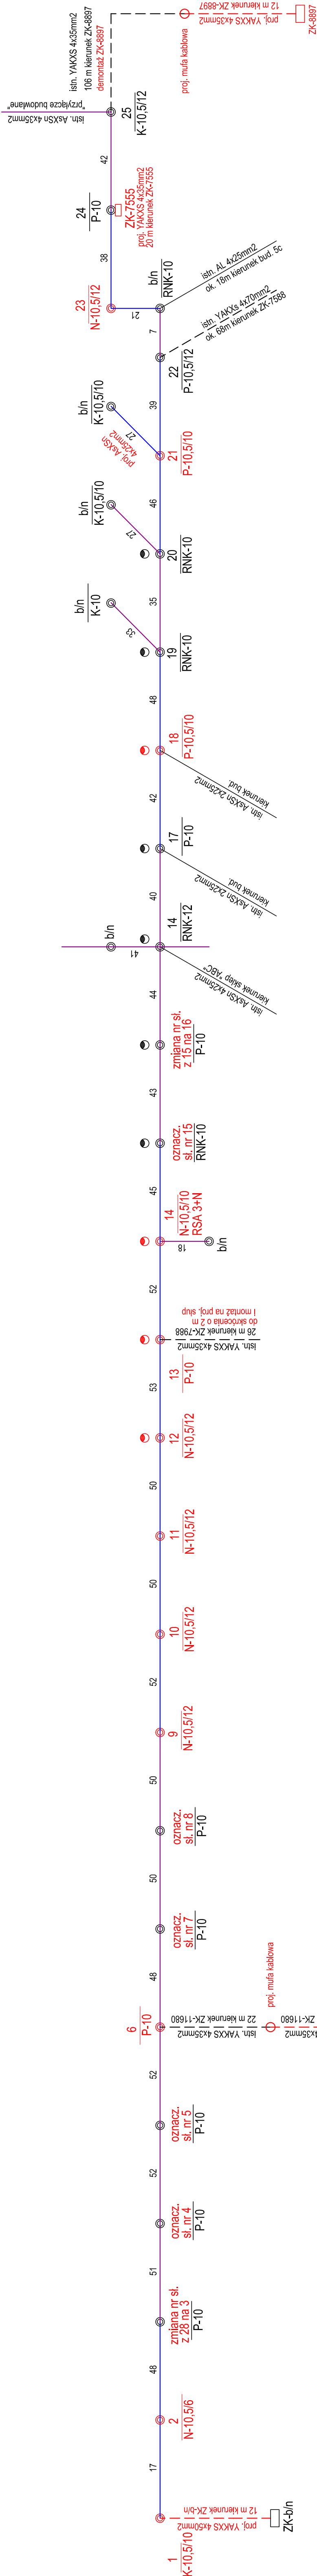 istn. YAKXS 4x35mm2
106 m kierunek ZK-8897
demontaż ZK-8897
proj. mufa kablowa
proj. YAKXS 4x35mm2
12 m kierunek ZK-8897
ZK-8897
istn. AsXSn 4x35mm2
"przyłącze budowlane"
25
K-10,5/12
42
24
P-10
ZK-7555
proj. YAKXS 4x35mm2
20 m kierunek ZK-7555
38
23
N-10,5/12
21
b/n
RNK-10
istn. AL 4x25mm2
ok. 18m kierunek bud. 5c
7
22
P-10,5/12
istn. YAKXs 4x70mm2
ok. 68m kierunek ZK-7588
39
b/n
K-10,5/10
27
proj. AsXSn
4x25mm2
21
P-10,5/10
46
b/n
K-10,5/10
27
20
RNK-10
35
b/n
K-10
33
19
RNK-10
48
18
P-10,5/10
42
istn. AsXSn 2x25mm2
kierunek bud.
17
P-10
40
istn. AsXSn 2x25mm2
kierunek bud.
b/n
41
14
RNK-12
istn. AsXSn 4x25mm2
kierunek sklep "ABC"
44
zmiana nr sł.
z 15 na 16
P-10
43
oznacz.
sł. nr 15
RNK-10
45
14
N-10,5/10
RSA 3+N
18
b/n
52
istn. YAKXS 4x35mm2
26 m kierunek ZK-7988
do skrócenia o 2 m
i montaż na proj. słup
13
P-10
53
12
N-10,5/12
50
11
N-10,5/12
50
10
N-10,5/12
52
9
N-10,5/12
50
oznacz.
sł. nr 8
P-10
50
oznacz.
sł. nr 7
P-10
48
6
P-10
istn. YAKXS 4x35mm2
22 m kierunek ZK-11680
proj. mufa kablowa
4x35mm2
ZK-11680
52
oznacz.
sł. nr 5
P-10
52
oznacz.
sł. nr 4
P-10
51
zmiana nr sł.
z 28 na 3
P-10
48
2
N-10,5/6
17
1
K-10,5/10
proj. YAKXS 4x50mm2
12 m kierunek ZK-b/n
ZK-b/n